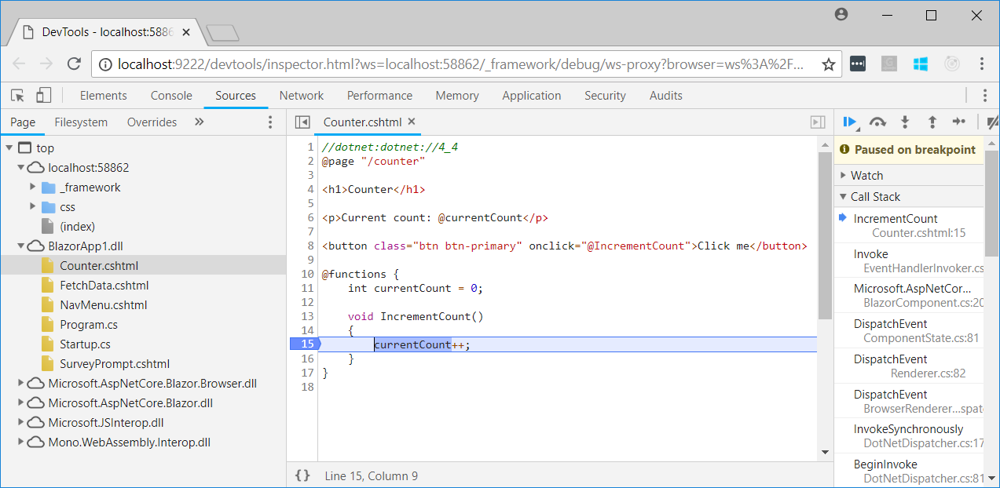 DevTools - localhost:5886
localhost:9222/devtools/inspector.html?ws=localhost:58862/_framework/debug/ws-proxy?browser=ws%3A%2F...
Elements Console Sources Network Performance Memory Application Security Audits
Page Filesystem Overrides »
top
localhost:58862
_framework
css
(index)
BlazorApp1.dll
Counter.cshtml
FetchData.cshtml
NavMenu.cshtml
Program.cs
Startup.cs
SurveyPrompt.cshtml
Microsoft.AspNetCore.Blazor.Browser.dll
Microsoft.AspNetCore.Blazor.dll
Microsoft.JSInterop.dll
Mono.WebAssembly.Interop.dll
Counter.cshtml ×
1 //dotnet:dotnet://4_4
2 @page "/counter"
3
4 <h1>Counter</h1>
5
6 <p>Current count: @currentCount</p>
7
8 <button class="btn btn-primary" onclick="@IncrementCount">Click me</button>
9
10 @functions {
11 int currentCount = 0;
12
13 void IncrementCount()
14 {
15 currentCount++;
16 }
17 }
18
{} Line 15, Column 9
Paused on breakpoint
Watch
Call Stack
IncrementCount
Counter.cshtml:15
Invoke
EventHandlerInvoker.cs
Microsoft.AspNetCor...
BlazorComponent.cs:20
DispatchEvent
ComponentState.cs:81
DispatchEvent
Renderer.cs:82
DispatchEvent
BrowserRenderer...spat
InvokeSynchronously
DotNetDispatcher.cs:17
BeginInvoke
DotNetDispatcher.cs:81